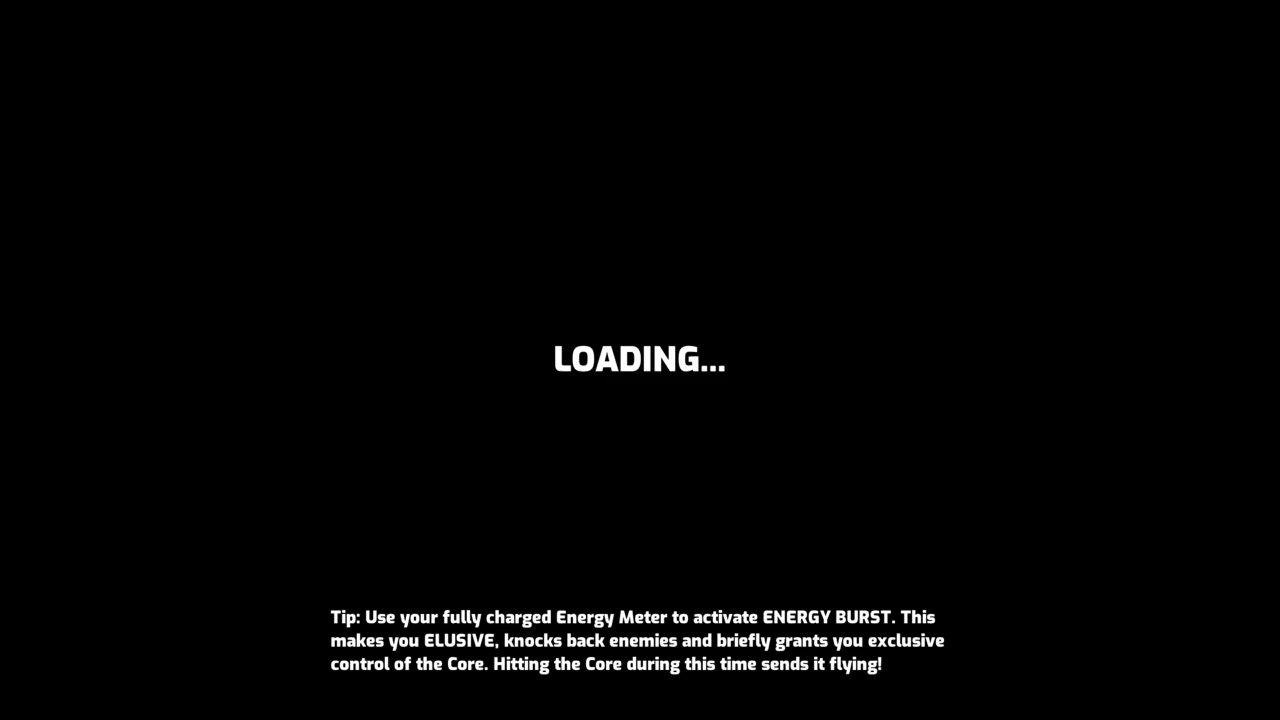 LOADING...
Tip: Use your fully charged Energy Meter to activate ENERGY BURST. This
makes you ELUSIVE, knocks back enemies and briefly grants you exclusive
control of the Core. Hitting the Core during this time sends it flying!